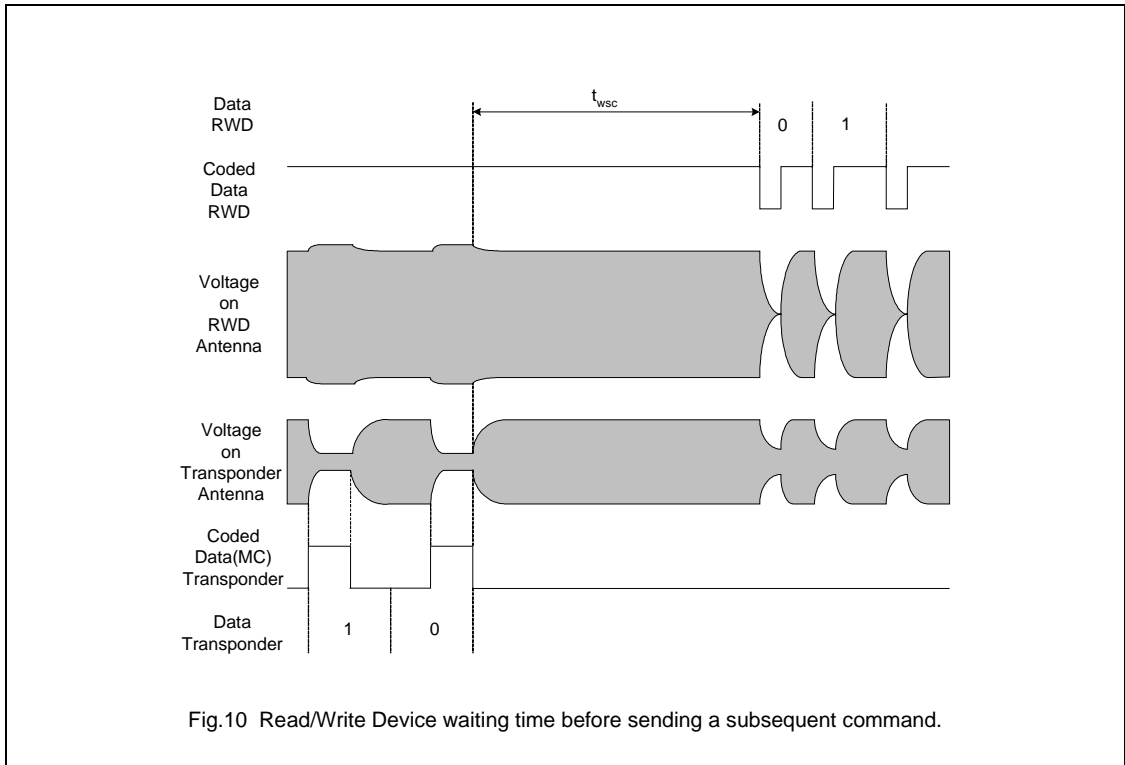 Data
RWD
t_wsc
0 1
Coded
Data
RWD
Voltage
on
RWD
Antenna
Voltage
on
Transponder
Antenna
Coded
Data(MC)
Transponder
Data
Transponder
1 0
Fig.10 Read/Write Device waiting time before sending a subsequent command.